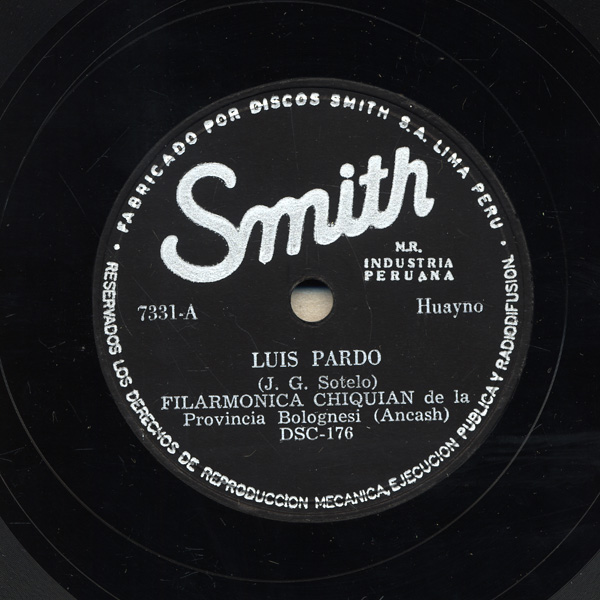 FABRICADO POR DISCOS SMITH S.A. LIMA PERU
Smith
M.R.
INDUSTRIA
PERUANA
7331-A
Huayno
LUIS PARDO
(J. G. Sotelo)
FILARMONICA CHIQUIAN de la
Provincia Bolognesi (Ancash)
DSC-176
RESERVADOS LOS DERECHOS DE REPRODUCCION MECANICA, EJECUCION PUBLICA Y RADIODIFUSION